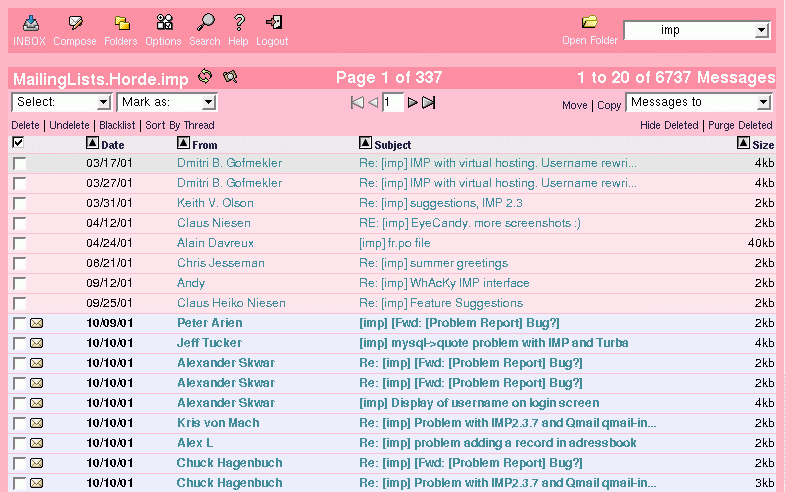 INBOX Compose Folders Options Search Help Logout Open Folder imp
MailingLists.Horde.imp Page 1 of 337 1 to 20 of 6737 Messages
Select: Mark as: 1 Move | Copy Messages to
Delete | Undelete | Blacklist | Sort By Thread Hide Deleted | Purge Deleted
Date From Subject Size
03/17/01 Dmitri B. Gofmekler Re: [imp] IMP with virtual hosting. Username rewri... 4kb
03/27/01 Dmitri B. Gofmekler Re: [imp] IMP with virtual hosting. Username rewri... 4kb
03/31/01 Keith V. Olson Re: [imp] suggestions, IMP 2.3 2kb
04/12/01 Claus Niesen RE: [imp] EyeCandy. more screenshots :) 2kb
04/24/01 Alain Davreux [imp] fr.po file 40kb
06/21/01 Chris Jesseman Re: [imp] summer greetings 2kb
09/12/01 Andy Re: [imp] WhAcKy IMP interface 2kb
09/25/01 Claus Heiko Niesen Re: [imp] Feature Suggestions 2kb
10/09/01 Peter Arien [imp] [Fwd: [Problem Report] Bug?] 2kb
10/10/01 Jeff Tucker [imp] mysql->quote problem with IMP and Turba 4kb
10/10/01 Alexander Skwar Re: [imp] [Fwd: [Problem Report] Bug?] 2kb
10/10/01 Alexander Skwar Re: [imp] [Fwd: [Problem Report] Bug?] 2kb
10/10/01 Alexander Skwar [imp] Display of username on login screen 4kb
10/10/01 Kris von Mach Re: [imp] Problem with IMP2.3.7 and Qmail qmail-in... 2kb
10/10/01 Alex L Re: [imp] problem adding a record in adressbook 2kb
10/10/01 Chuck Hagenbuch Re: [imp] [Fwd: [Problem Report] Bug?] 2kb
10/10/01 Alexander Skwar Re: [imp] Problem with IMP2.3.7 and Qmail qmail-in... 3kb